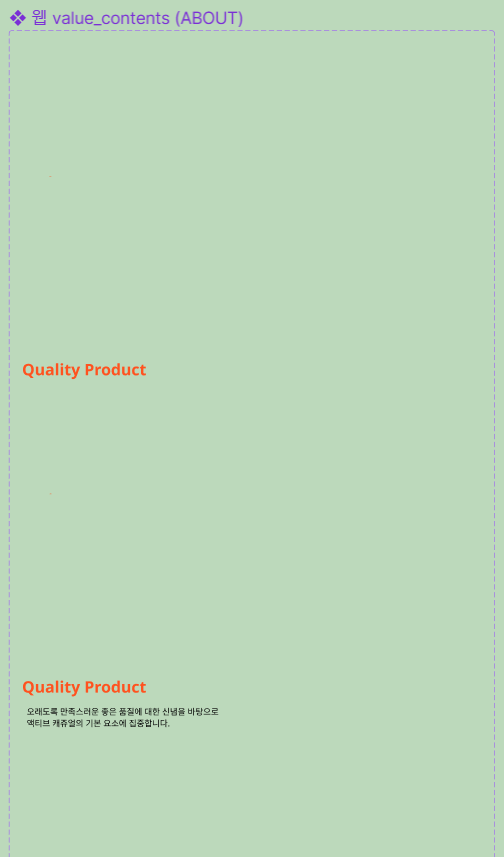 웹 value_contents (ABOUT)
Quality Product
Quality Product
오래도록 만족스러운 좋은 품질에 대한 신념을 바탕으로
액티브 캐쥬얼의 기본 요소에 집중합니다.